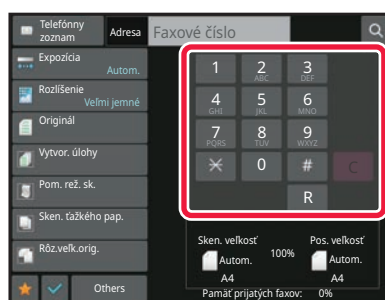 Telefónny
zoznam
Adresa
Faxové číslo
Expozícia
Autom.
Rozlíšenie
Veľmi jemné
Originál
Vytvor. úlohy
Pom. rež. sk.
Sken. ťažkého pap.
Rôz.veľk.orig.
Others
1
2
ABC
3
DEF
4
GHI
5
JKL
6
MNO
7
PQRS
8
TUV
9
WXYZ
0
#
C
R
Sken. veľkosť
100%
Pos. veľkosť
Autom.
Autom.
A4
A4
Pamäť prijatých faxov: 0%